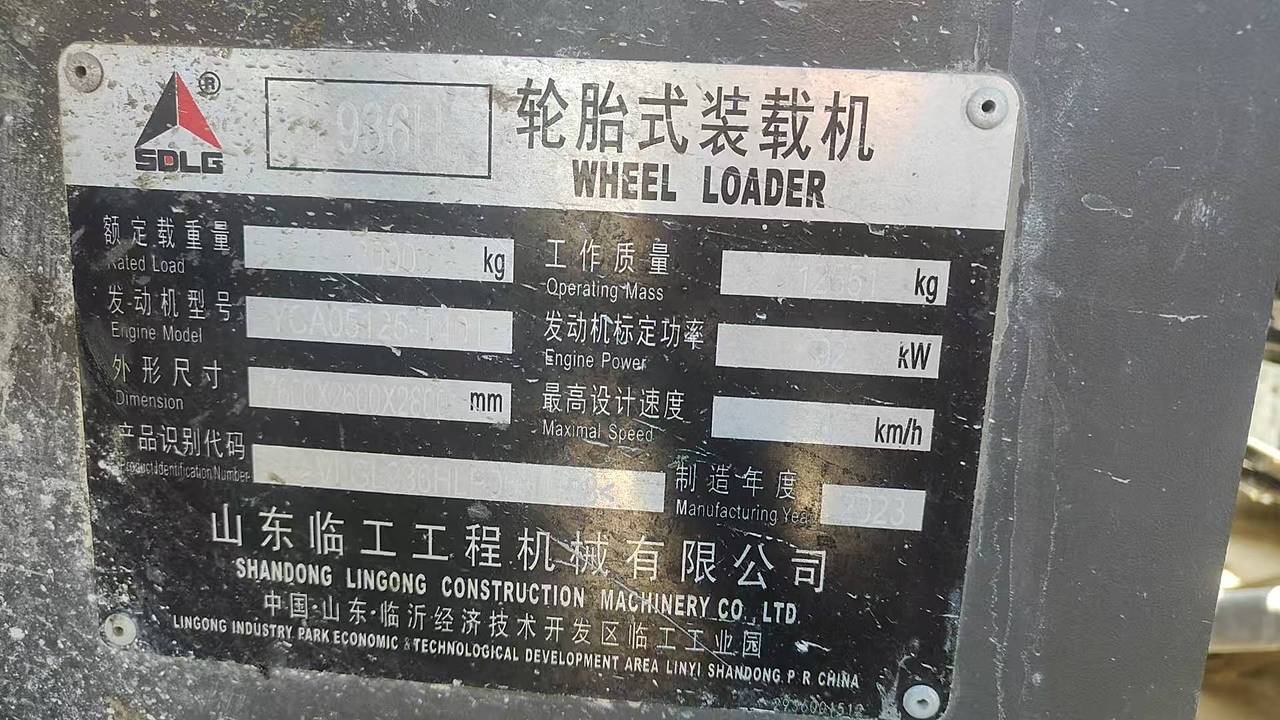 SDLG ®
轮胎式装载机
WHEEL LOADER
额定载重量 kg 工作质量 kg
Rated Load Operating Mass
发动机型号 发动机标定功率 kW
Engine Model Engine Power
外形尺寸 mm 最高设计速度 km/h
Dimension Maximal Speed
产品识别代码 制造年度 2023
Product Identification Number Manufacturing Year
山东临工工程机械有限公司
SHANDONG LINGONG CONSTRUCTION MACHINERY CO., LTD.
中国·山东·临沂·经济技术开发区临工工业园
LINGONG INDUSTRY PARK ECONOMIC & TECHNOLOGICAL DEVELOPMENT AREA LINYI SHANDONG P R CHINA
2936001512